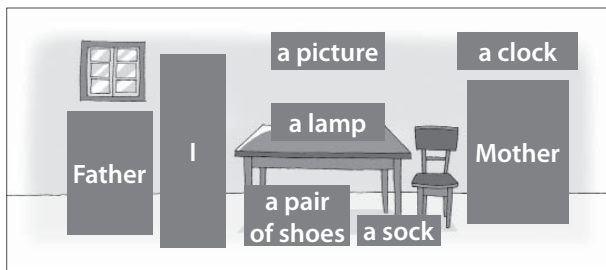 a picture
a clock
a lamp
I
Father
Mother
a pair
of shoes
a sock